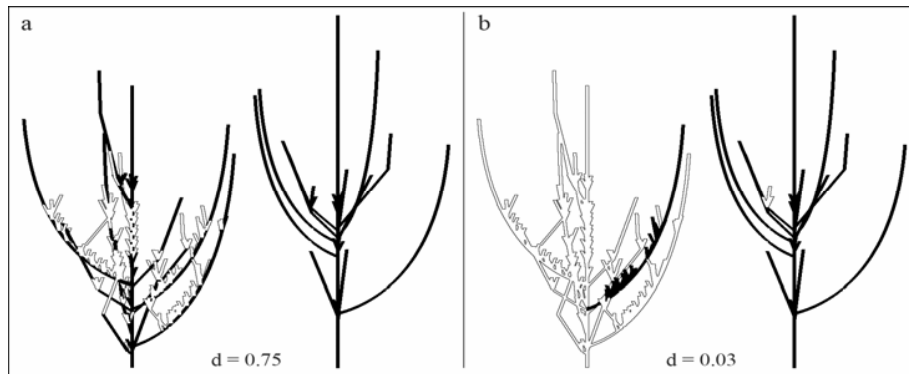 a
b
d = 0.75
d = 0.03